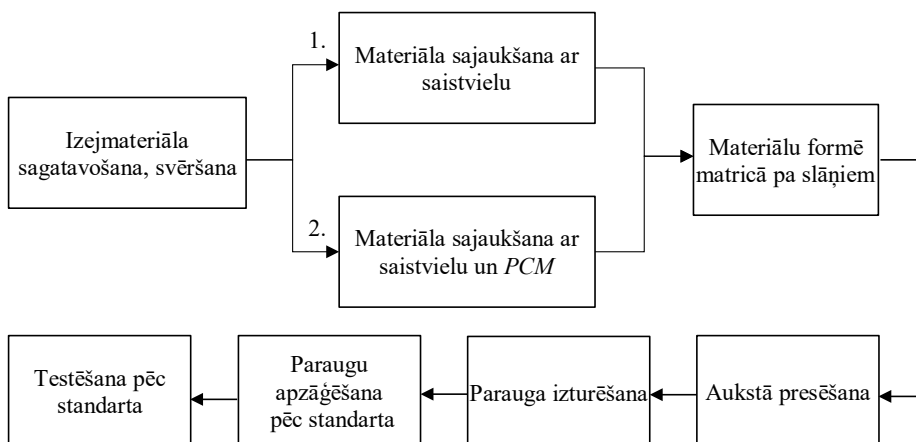 1.
Materiāla sajaukšana ar
saistvielu
Izejmateriāla
sagatavošana, svēršana
Materiālu formē
matricā pa slāņiem
2.
Materiāla sajaukšana ar
saistvielu un PCM
Testēšana pēc
standarta
Paraugu
apzāģēšana
pēc standarta
Parauga izturēšana
Aukstā presēšana